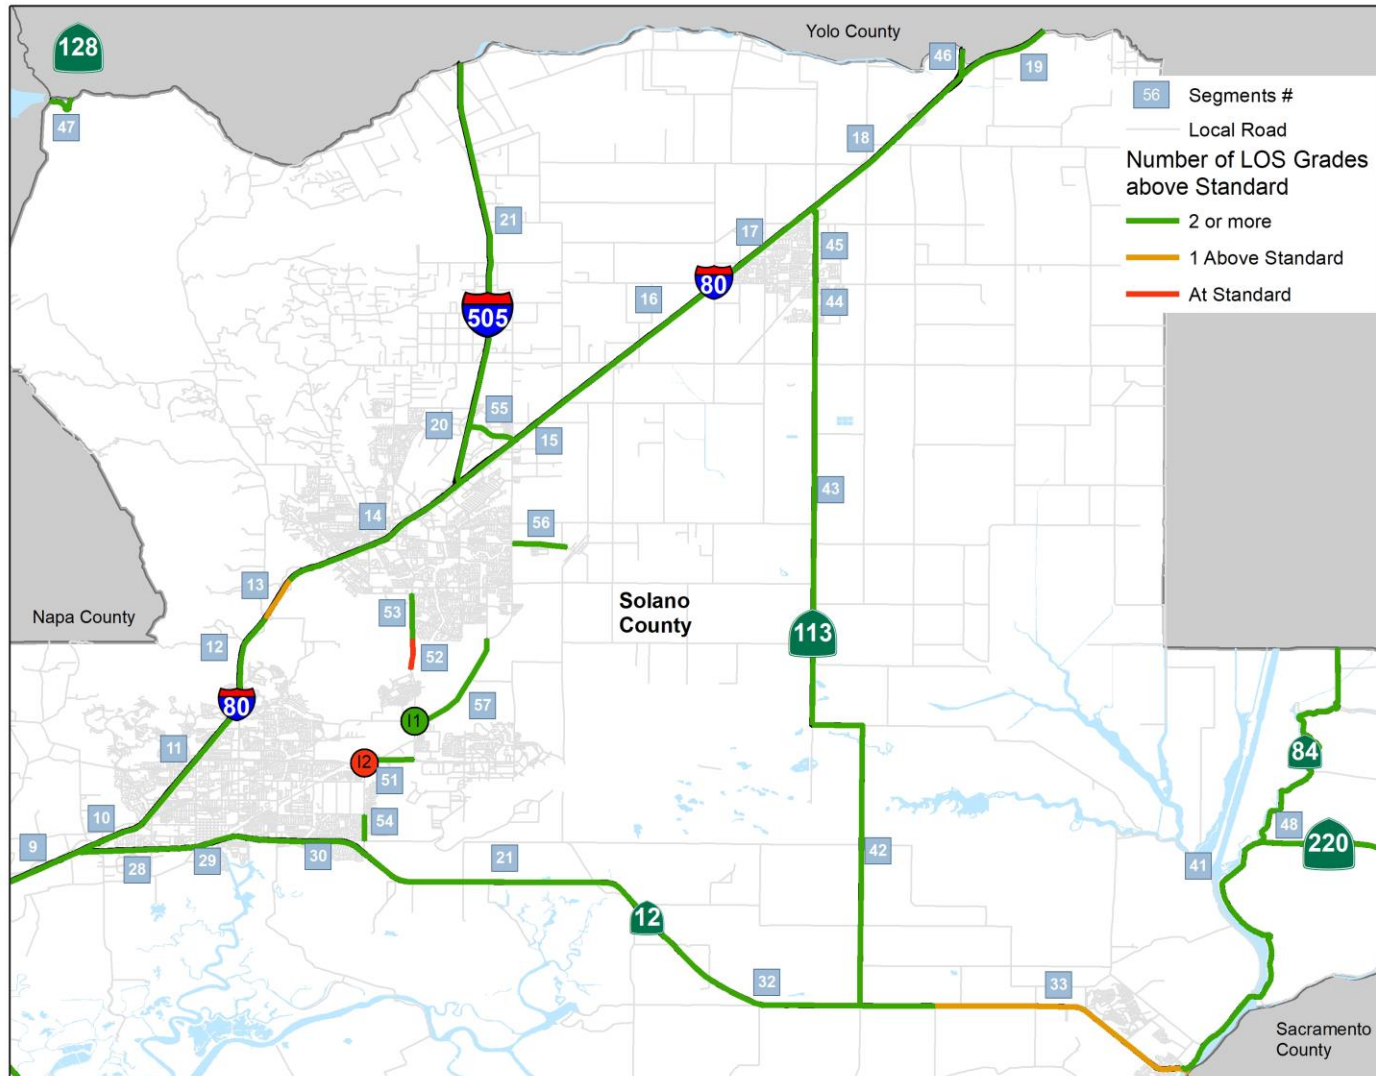 128
Yolo County
46
19
47
56 Segments #
Local Road
Number of LOS Grades
above Standard
2 or more
1 Above Standard
At Standard
18
21
17
45
16
80
44
505
55
20
15
43
14
56
13
Solano
County
53
Napa County
113
12
52
80
57
I1
11
84
I2
51
10
54
48
220
9
28
29
30
21
42
41
12
32
33
Sacramento
County